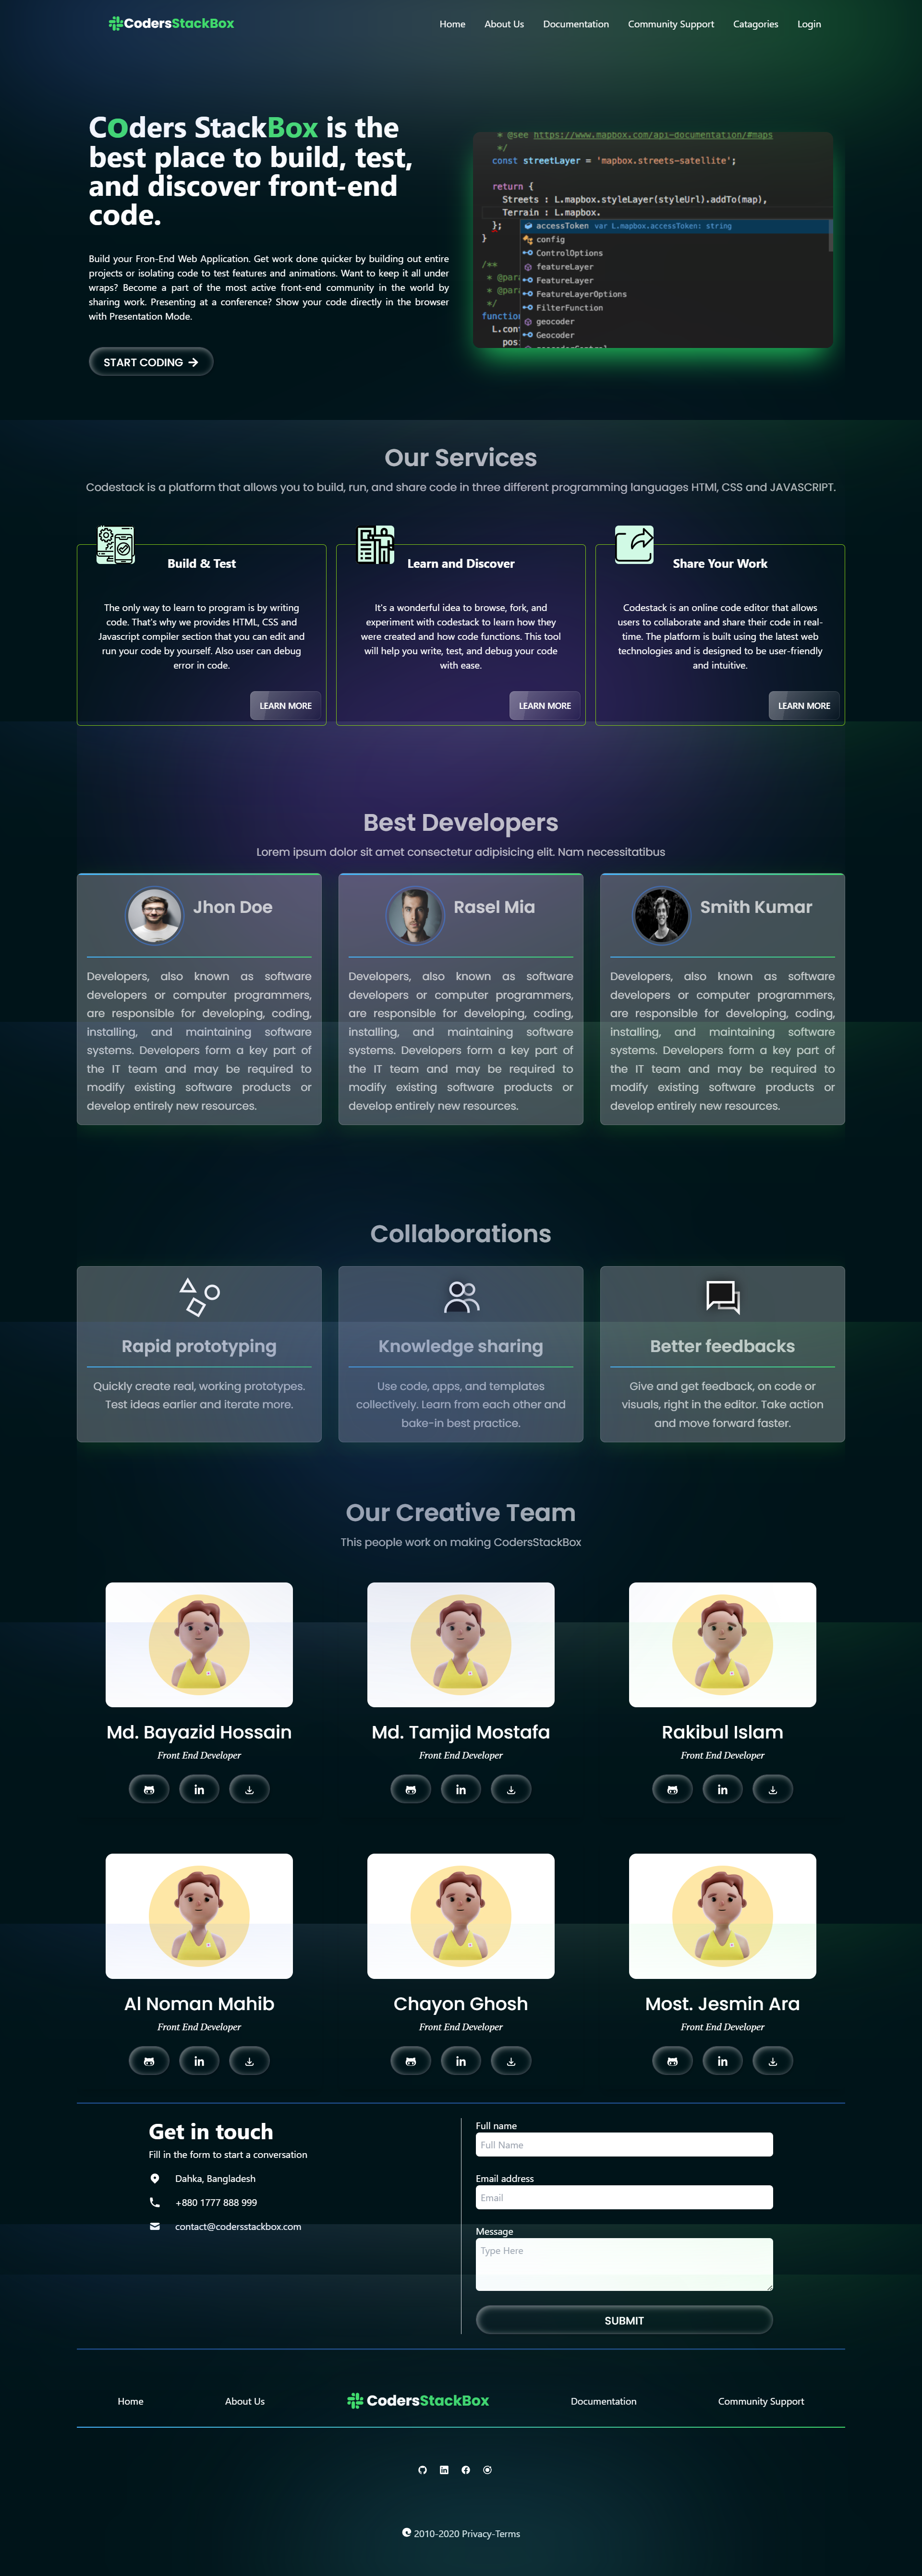 CodersStackBox
Home About Us Documentation Community Support Catagories Login
Coders StackBox is the
best place to build, test,
and discover front-end
code.
Build your Fron-End Web Application. Get work done quicker by building out entire
projects or isolating code to test features and animations. Want to keep it all under
wraps? Become a part of the most active front-end community in the world by
sharing work. Presenting at a conference? Show your code directly in the browser
with Presentation Mode.
START CODING
* @see https://www.mapbox.com/api-documentation/#maps
*/
const streetLayer = 'mapbox.streets-satellite';
return {
Streets : L.mapbox.styleLayer(styleUrl).addTo(map),
Terrain : L.mapbox.
};
accessToken var L.mapbox.accessToken: string
}
config
ControlOptions
/**
featureLayer
* @para
FeatureLayer
* @para
FeatureLayerOptions
*/
FilterFunction
function
geocoder
L.con
Geocoder
pos
geocoderControl
Our Services
Codestack is a platform that allows you to build, run, and share code in three different programming languages HTMl, CSS and JAVASCRIPT.
Build & Test
The only way to learn to program is by writing
code. That's why we provides HTML, CSS and
Javascript compiler section that you can edit and
run your code by yourself. Also user can debug
error in code.
LEARN MORE
Learn and Discover
It's a wonderful idea to browse, fork, and
experiment with codestack to learn how they
were created and how code functions. This tool
will help you write, test, and debug your code
with ease.
LEARN MORE
Share Your Work
Codestack is an online code editor that allows
users to collaborate and share their code in real-
time. The platform is built using the latest web
technologies and is designed to be user-friendly
and intuitive.
LEARN MORE
Best Developers
Lorem ipsum dolor sit amet consectetur adipisicing elit. Nam necessitatibus
Jhon Doe
Developers, also known as software
developers or computer programmers,
are responsible for developing, coding,
installing, and maintaining software
systems. Developers form a key part of
the IT team and may be required to
modify existing software products or
develop entirely new resources.
Rasel Mia
Developers, also known as software
developers or computer programmers,
are responsible for developing, coding,
installing, and maintaining software
systems. Developers form a key part of
the IT team and may be required to
modify existing software products or
develop entirely new resources.
Smith Kumar
Developers, also known as software
developers or computer programmers,
are responsible for developing, coding,
installing, and maintaining software
systems. Developers form a key part of
the IT team and may be required to
modify existing software products or
develop entirely new resources.
Collaborations
Rapid prototyping
Quickly create real, working prototypes.
Test ideas earlier and iterate more.
Knowledge sharing
Use code, apps, and templates
collectively. Learn from each other and
bake-in best practice.
Better feedbacks
Give and get feedback, on code or
visuals, right in the editor. Take action
and move forward faster.
Our Creative Team
This people work on making CodersStackBox
Md. Bayazid Hossain
Front End Developer
Md. Tamjid Mostafa
Front End Developer
Rakibul Islam
Front End Developer
Al Noman Mahib
Front End Developer
Chayon Ghosh
Front End Developer
Most. Jesmin Ara
Front End Developer
Get in touch
Fill in the form to start a conversation
Dahka, Bangladesh
+880 1777 888 999
contact@codersstackbox.com
Full name
Full Name
Email address
Email
Message
Type Here
SUBMIT
Home About Us CodersStackBox Documentation Community Support
2010-2020 Privacy-Terms